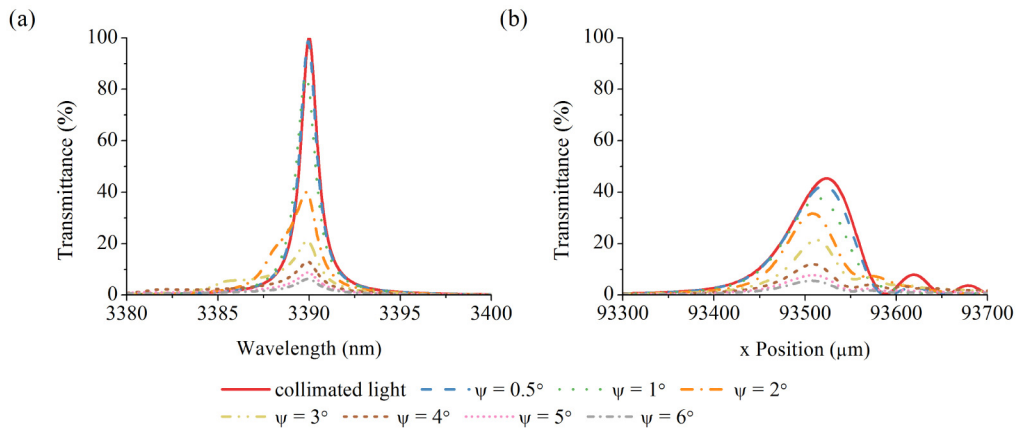 (a)
(b)
100
80
60
40
20
0
Transmittance (%)
3380
3385
3390
3395
3400
Wavelength (nm)
100
80
60
40
20
0
Transmittance (%)
93300
93400
93500
93600
93700
x Position (µm)
collimated light
ψ = 0.5°
ψ = 1°
ψ = 2°
ψ = 3°
ψ = 4°
ψ = 5°
ψ = 6°